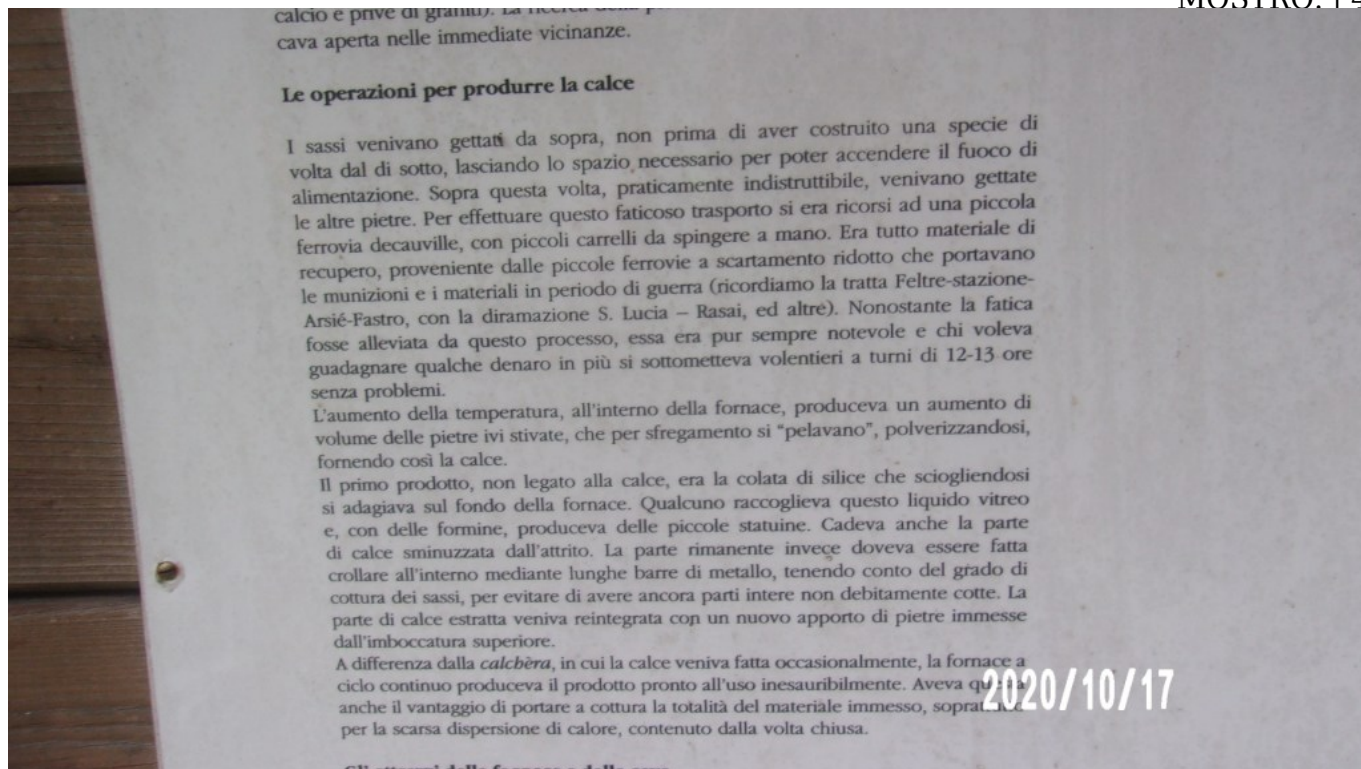 MOSTRO. | 4
calcio e prive di graniti). La ricerca della
cava aperta nelle immediate vicinanze.
Le operazioni per produrre la calce
I sassi venivano gettati da sopra, non prima di aver costruito una specie di
volta dal di sotto, lasciando lo spazio necessario per poter accendere il fuoco di
alimentazione. Sopra questa volta, praticamente indistruttibile, venivano gettate
le altre pietre. Per effettuare questo faticoso trasporto si era ricorsi ad una piccola
ferrovia decauville, con piccoli carrelli da spingere a mano. Era tutto materiale di
recupero, proveniente dalle piccole ferrovie a scartamento ridotto che portavano
le munizioni e i materiali in periodo di guerra (ricordiamo la tratta Feltre-stazione-
Arsié-Fastro, con la diramazione S. Lucia – Rasai, ed altre). Nonostante la fatica
fosse alleviata da questo processo, essa era pur sempre notevole e chi voleva
guadagnare qualche denaro in più si sottometteva volentieri a turni di 12-13 ore
senza problemi.
L'aumento della temperatura, all'interno della fornace, produceva un aumento di
volume delle pietre ivi stivate, che per sfregamento si "pelavano", polverizzandosi,
fornendo così la calce.
Il primo prodotto, non legato alla calce, era la colata di silice che sciogliendosi
si adagiava sul fondo della fornace. Qualcuno raccoglieva questo liquido vitreo
e, con delle formine, produceva delle piccole statuine. Cadeva anche la parte
di calce sminuzzata dall'attrito. La parte rimanente invece doveva essere fatta
crollare all'interno mediante lunghe barre di metallo, tenendo conto del grado di
cottura dei sassi, per evitare di avere ancora parti intere non debitamente cotte. La
parte di calce estratta veniva reintegrata con un nuovo apporto di pietre immesse
dall'imboccatura superiore.
A differenza dalla calchèra, in cui la calce veniva fatta occasionalmente, la fornace a
ciclo continuo produceva il prodotto pronto all'uso inesauribilmente. Aveva
anche il vantaggio di portare a cottura la totalità del materiale immesso,
per la scarsa dispersione di calore, contenuto dalla volta chiusa.
2020/10/17